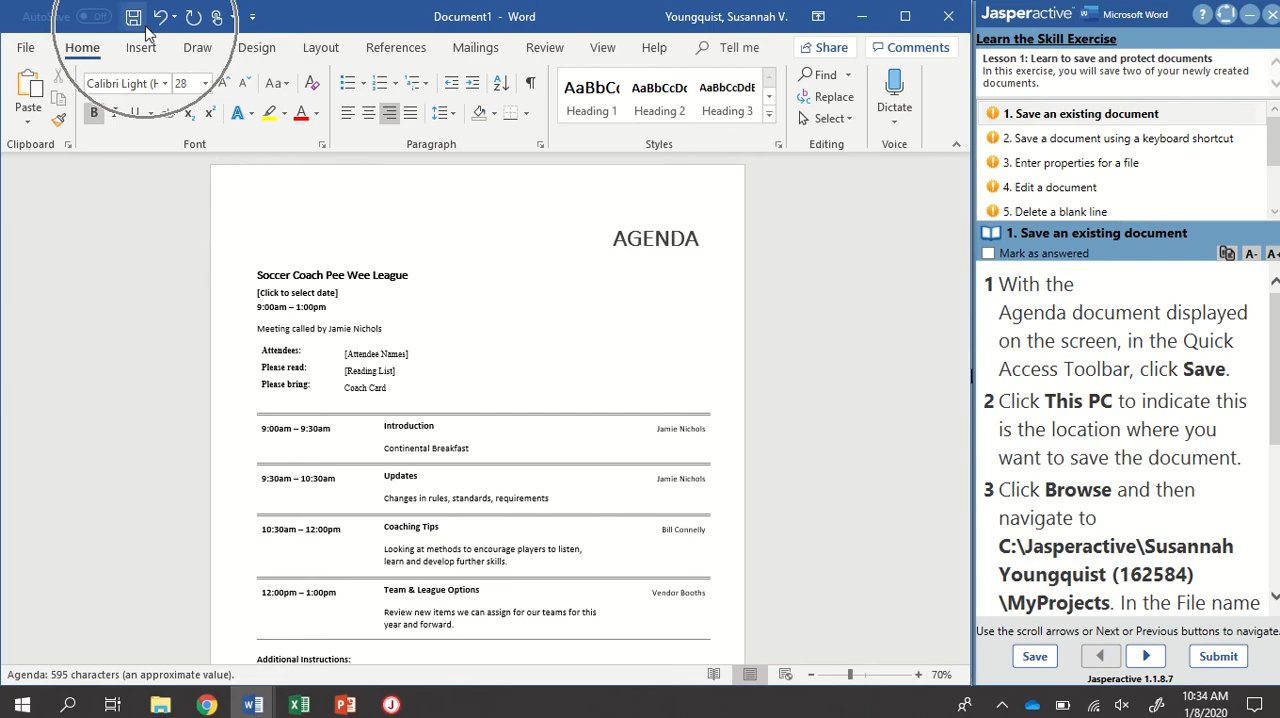 AutoSave Off
Document1 - Word
Youngquist, Susannah V.
File Home Insert Draw Design Layout References Mailings Review View Help Tell me Share Comments
Paste
Calibri Light (H 28 Aa
AaBbCc AaBbCcDc AaBbCcDdE
Heading 1 Heading 2 Heading 3
Find
Replace
Select
Dictate
Clipboard Font Paragraph Styles Editing Voice
AGENDA
Soccer Coach Pee Wee League
[Click to select date]
9:00am – 1:00pm
Meeting called by Jamie Nichols
Attendees: [Attendee Names]
Please read: [Reading List]
Please bring: Coach Card
9:00am – 9:30am Introduction Jamie Nichols
Continental Breakfast
9:30am – 10:30am Updates Jamie Nichols
Changes in rules, standards, requirements
10:30am – 12:00pm Coaching Tips Bill Connelly
Looking at methods to encourage players to listen,
learn and develop further skills.
12:00pm – 1:00pm Team & League Options Vendor Booths
Review new items we can assign for our teams for this
year and forward.
Additional Instructions:
Agenda: 595 characters (an approximate value).
70%
Jasperactive Microsoft Word
Learn the Skill Exercise
Lesson 1: Learn to save and protect documents
In this exercise, you will save two of your newly created
documents.
1. Save an existing document
2. Save a document using a keyboard shortcut
3. Enter properties for a file
4. Edit a document
5. Delete a blank line
1. Save an existing document
Mark as answered A- A+
1 With the
Agenda document displayed
on the screen, in the Quick
Access Toolbar, click Save.
2 Click This PC to indicate this
is the location where you
want to save the document.
3 Click Browse and then
navigate to
C:\Jasperactive\Susannah
Youngquist (162584)
\MyProjects. In the File name
Use the scroll arrows or Next or Previous buttons to navigate.
Save Submit
Jasperactive 1.1.8.7
10:34 AM
1/8/2020